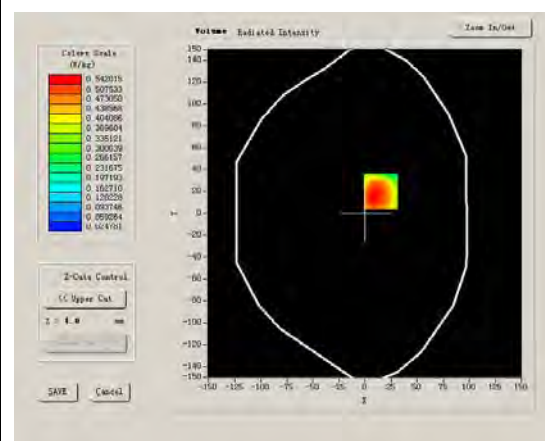 Volume Radiated Intensity
Zoom In/Out
Colors Scale
(W/kg)
0.542015
0.507533
0.473050
0.438568
0.404086
0.369604
0.335121
0.300639
0.266157
0.231675
0.197193
0.162710
0.128228
0.093746
0.059264
0.024781
Z-Cuts Control
<< Upper Cut
Z = 4.0 mm
SAVE
Cancel
150
140
120
100
80
60
40
20
0
-20
-40
-60
-80
-100
-120
-140
-150
Y
-150 -125 -100 -75 -50 -25 0 25 50 75 100 125 150
X